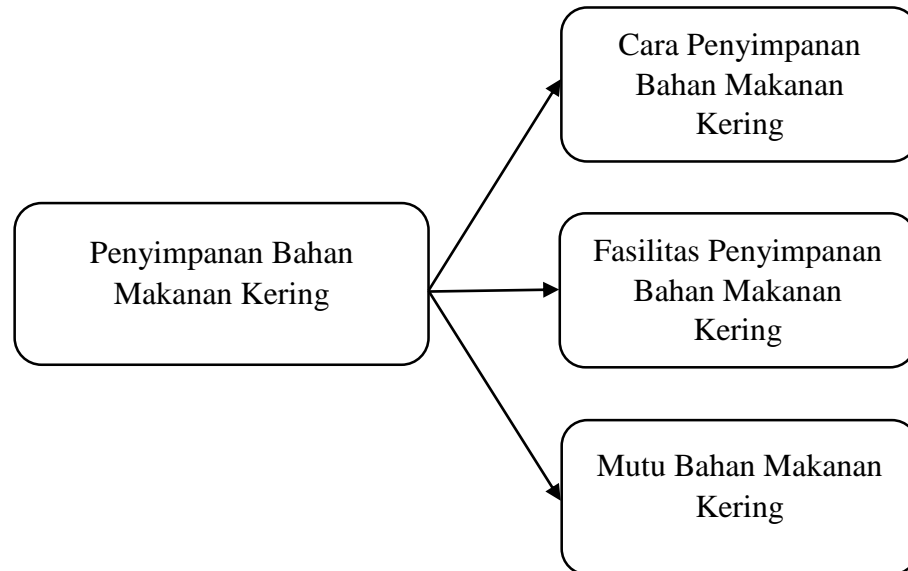 Penyimpanan Bahan
Makanan Kering
Cara Penyimpanan
Bahan Makanan
Kering
Fasilitas Penyimpanan
Bahan Makanan
Kering
Mutu Bahan Makanan
Kering